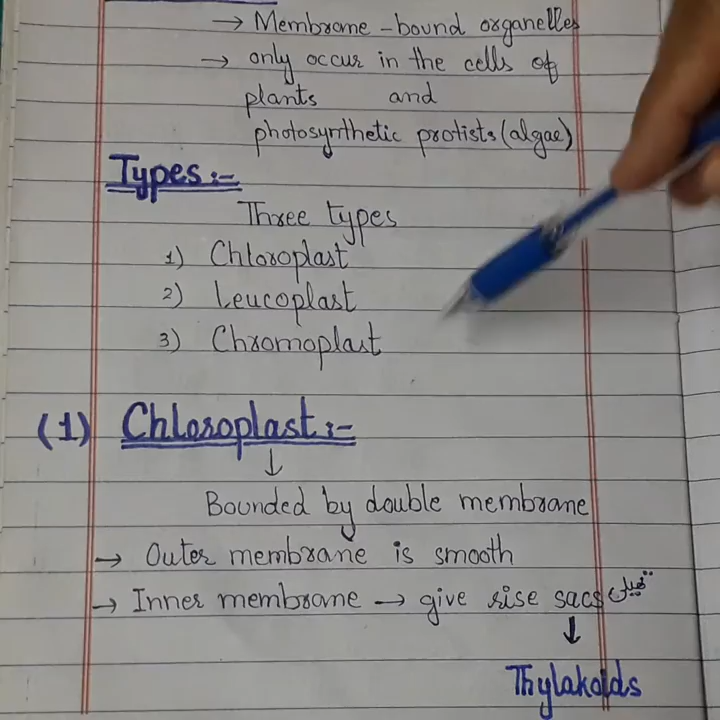 → Membrane-bound organelles
→ only occur in the cells of
plants and
photosynthetic protists (algae)
Types:-
Three types
1) Chloroplast
2) Leucoplast
3) Chromoplast
(1) Chloroplast:-
↓
Bounded by double membrane
→ Outer membrane is smooth
→ Inner membrane → give rise sacs
↓
Thylakoids